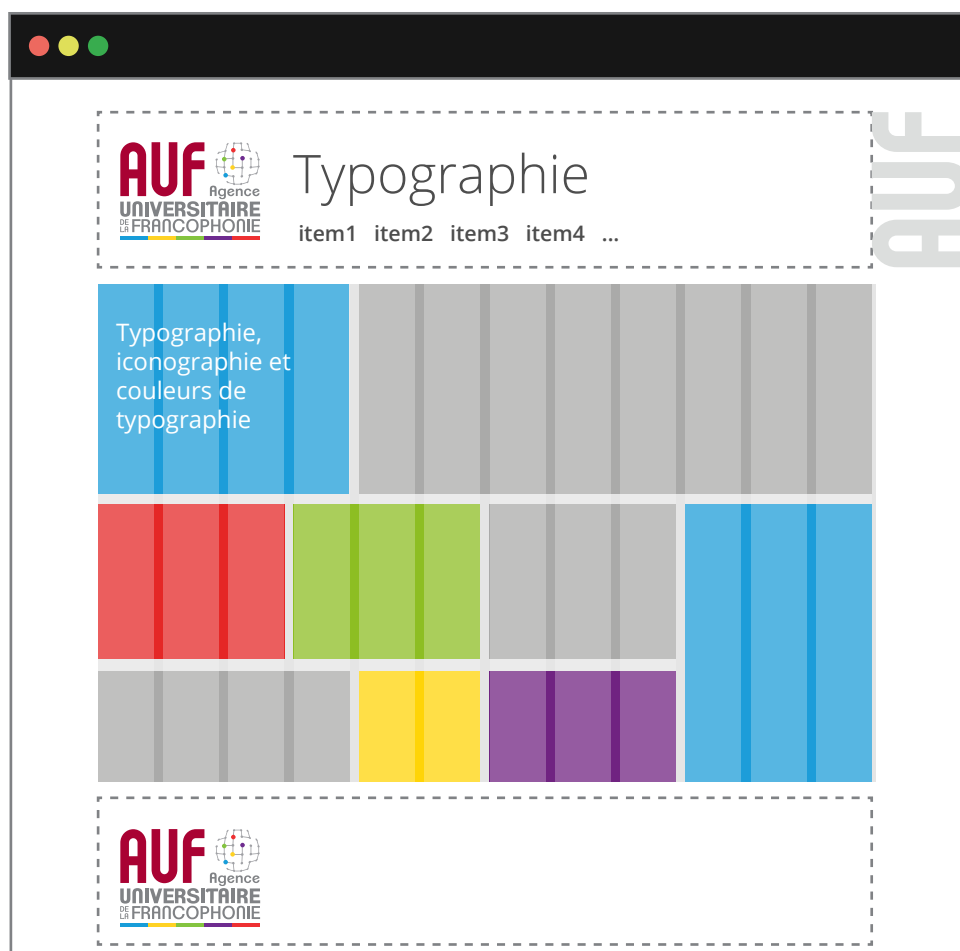 AUF
Agence
UNIVERSITAIRE
DE LA FRANCOPHONIE
Typographie
item1 item2 item3 item4 ...
AUF
Typographie,
iconographie et
couleurs de
typographie
AUF
Agence
UNIVERSITAIRE
DE LA FRANCOPHONIE